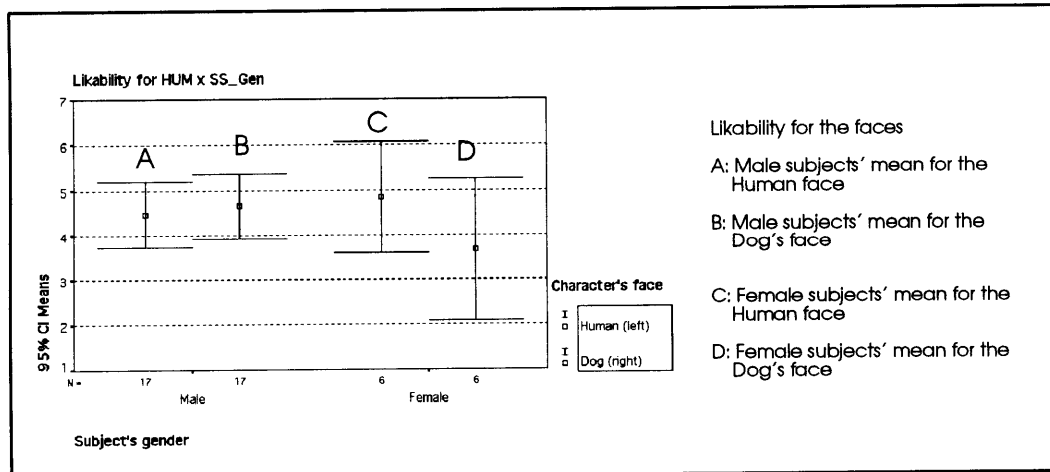 Likability for HUM x SS_Gen
7
6
5
4
3
2
1
95% CI Means
A
B
C
D
N =
17
17
6
6
Male
Female
Subject's gender
Character's face
Human (left)
Dog (right)
Likability for the faces
A: Male subjects' mean for the
Human face
B: Male subjects' mean for the
Dog's face
C: Female subjects' mean for the
Human face
D: Female subjects' mean for the
Dog's face